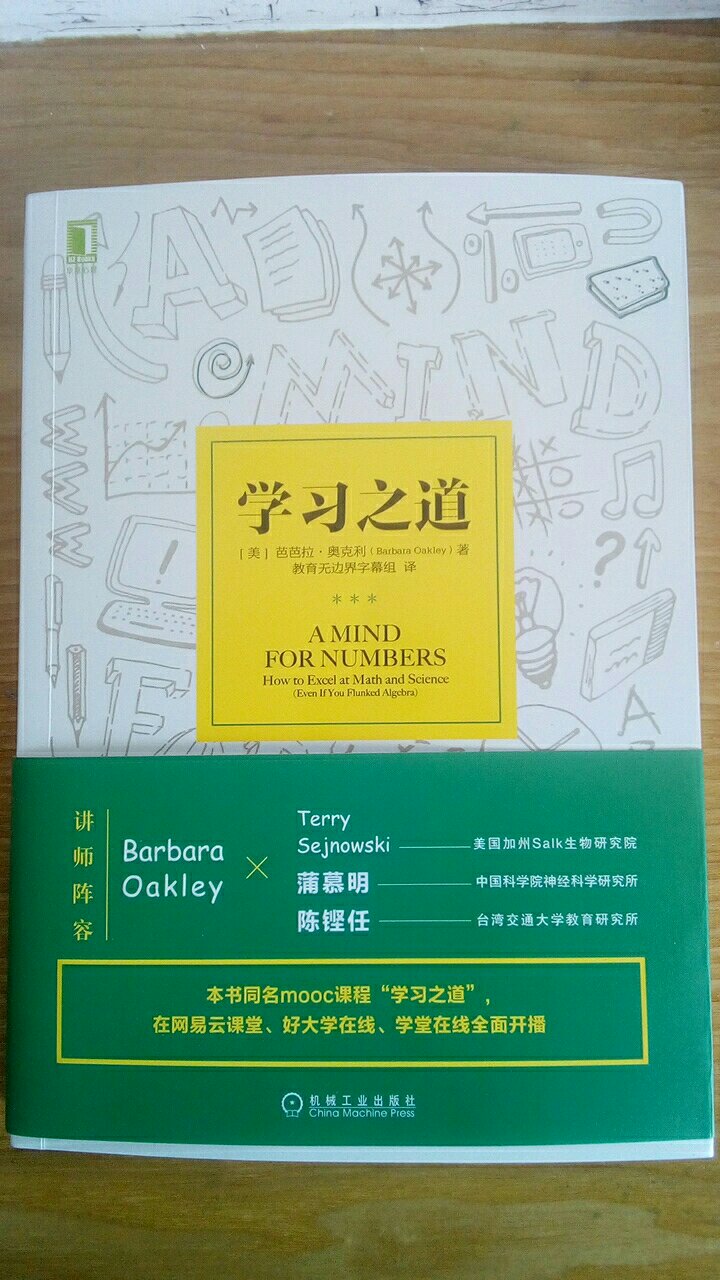 HZ BOOKS
A
MIND
学习之道
[美] 芭芭拉·奥克利（Barbara Oakley）著
教育无边界字幕组 译
***
A MIND
FOR NUMBERS
How to Excel at Math and Science
(Even If You Flunked Algebra)
A
F
讲师阵容
Barbara
Oakley
×
Terry
Sejnowski ——— 美国加州Salk生物研究院
蒲慕明 ——— 中国科学院神经科学研究所
陈铿任 ——— 台湾交通大学教育研究所
本书同名mooc课程“学习之道”，
在网易云课堂、好大学在线、学堂在线全面开播
机械工业出版社
China Machine Press